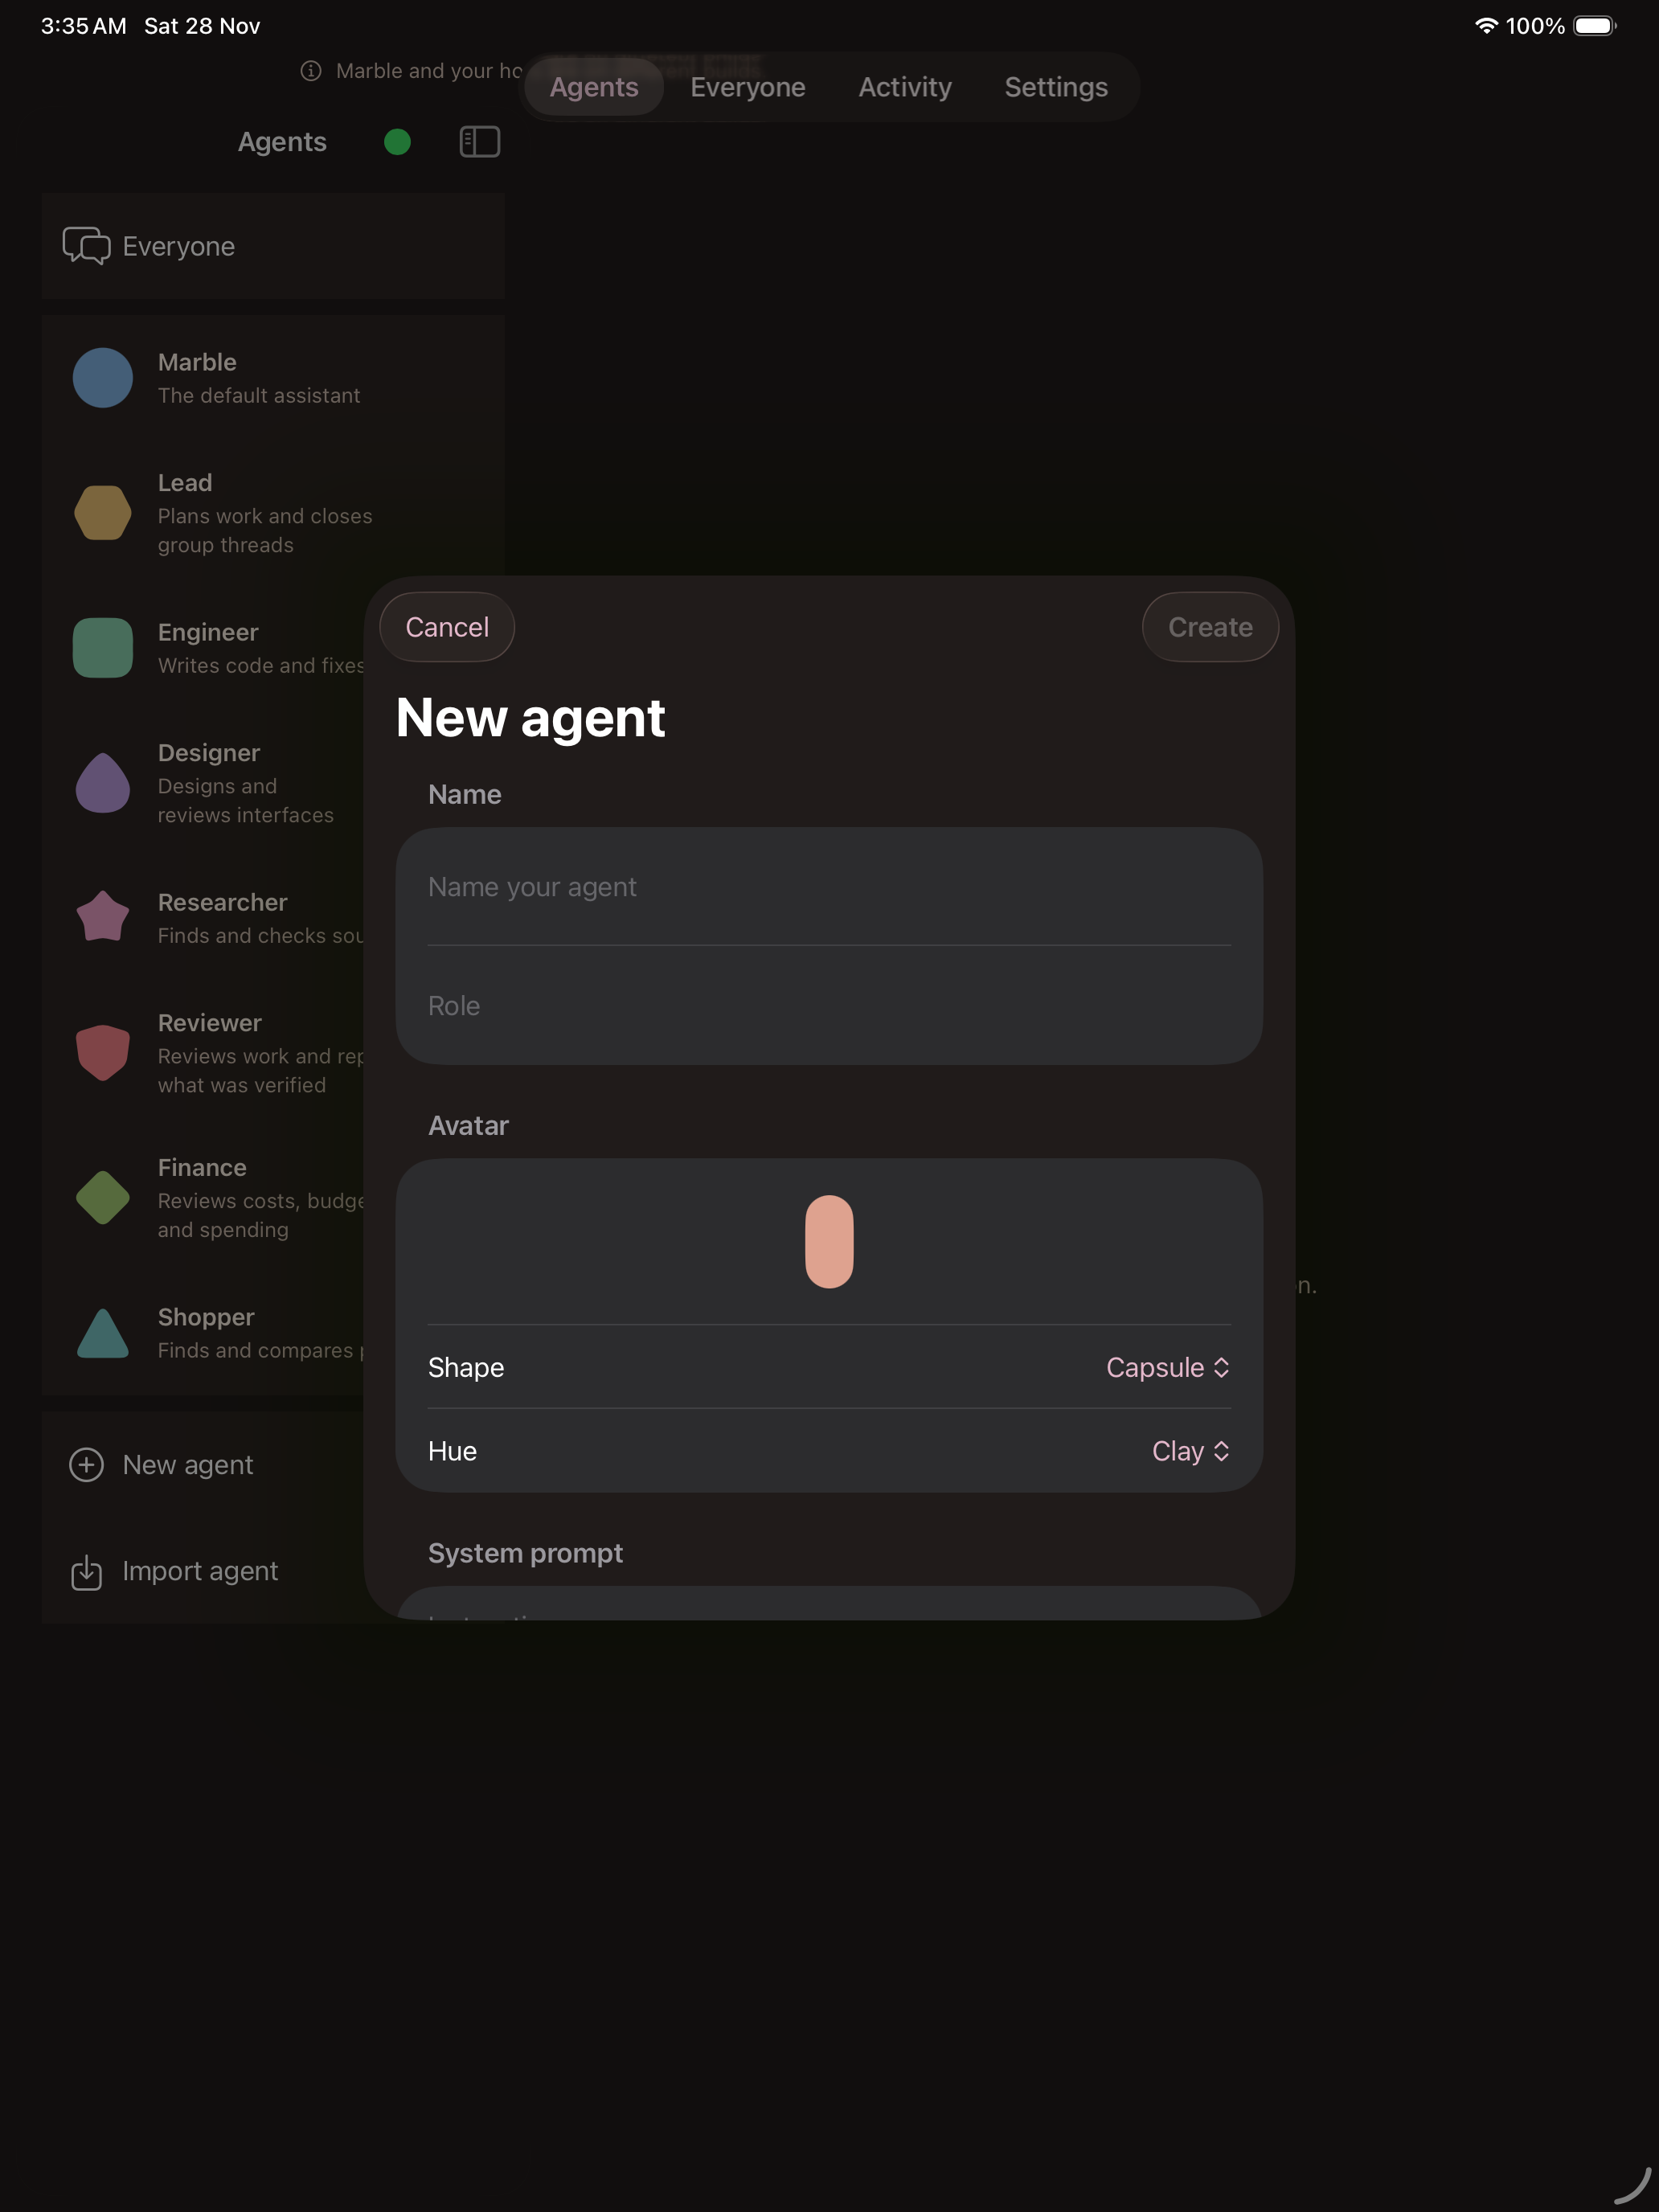 3:35 AM Sat 28 Nov
100%
Marble and your
Agents Everyone Activity Settings
Agents
Everyone
Marble
The default assistant
Lead
Plans work and closes
group threads
Engineer
Writes code and fixes
Designer
Designs and
reviews interfaces
Researcher
Finds and checks
Reviewer
Reviews work and
what was verified
Finance
Reviews costs,
and spending
Shopper
Finds and compares
New agent
Import agent
Cancel
Create
New agent
Name
Name your agent
Role
Avatar
Shape
Capsule
Hue
Clay
System prompt